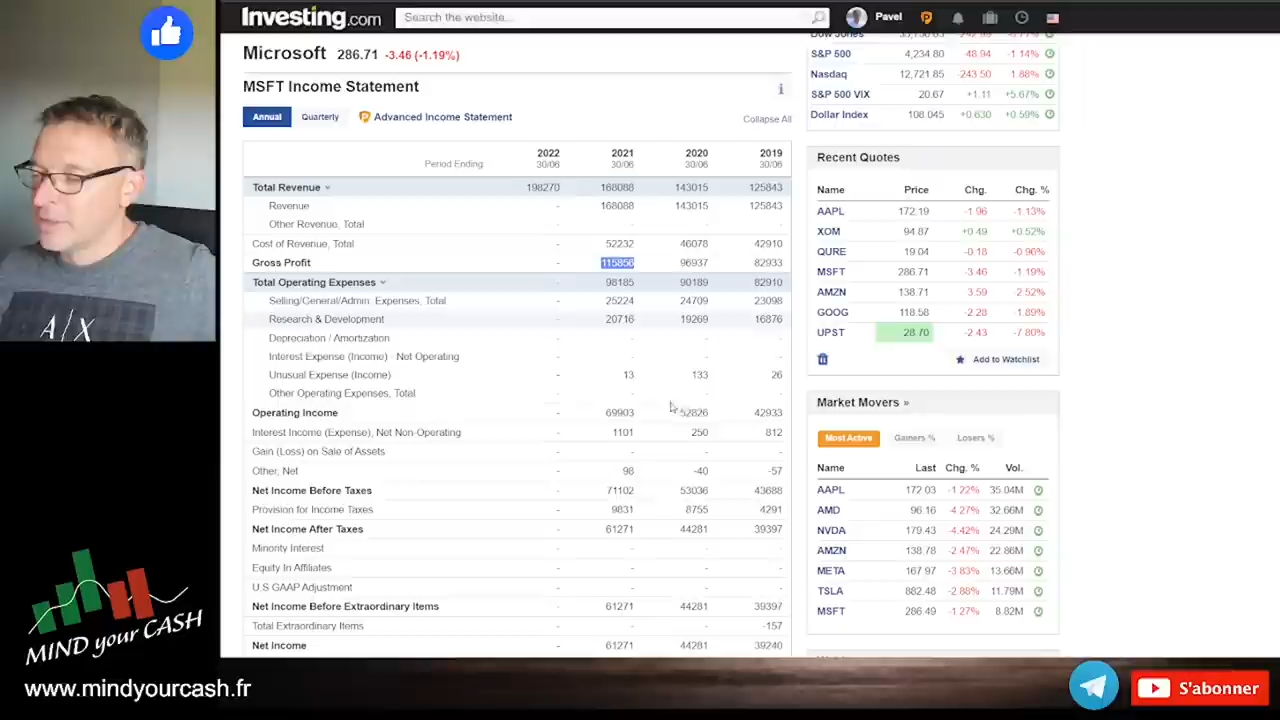 Investing.com
Search the website...
Pavel
Microsoft 286.71 -3.46 (-1.19%)
MSFT Income Statement
Annual Quarterly Advanced Income Statement
Collapse All
Period Ending: 2022 30/06 2021 30/06 2020 30/06 2019 30/06
Total Revenue 198270 168088 143015 125843
Revenue - 168088 143015 125843
Other Revenue, Total - - - -
Cost of Revenue, Total - 52232 46078 42910
Gross Profit - 115856 96937 82933
Total Operating Expenses - 98185 90189 82910
Selling/General/Admin. Expenses, Total - 25224 24709 23098
Research & Development - 20716 19269 16876
Depreciation / Amortization - - - -
Interest Expense (Income) - Net Operating - - - -
Unusual Expense (Income) - 13 133 26
Other Operating Expenses, Total - - - -
Operating Income - 69903 52826 42933
Interest Income (Expense), Net Non-Operating - 1101 250 812
Gain (Loss) on Sale of Assets - - - -
Other, Net - 98 -40 -57
Net Income Before Taxes - 71102 53036 43688
Provision for Income Taxes - 9831 8755 4291
Net Income After Taxes - 61271 44281 39397
Minority Interest - - - -
Equity In Affiliates - - - -
U.S GAAP Adjustment - - - -
Net Income Before Extraordinary Items - 61271 44281 39397
Total Extraordinary Items - - - -157
Net Income - 61271 44281 39240
Dow Jones
S&P 500 4,234.80 -48.94 -1.14%
Nasdaq 12,721.85 -243.50 1.88%
S&P 500 VIX 20.67 +1.11 +5.67%
Dollar Index 108.045 +0.630 +0.59%
Recent Quotes
Name Price Chg. Chg. %
AAPL 172.19 -1.96 -1.13%
XOM 94.87 +0.49 +0.52%
QURE 19.04 -0.18 -0.96%
MSFT 286.71 -3.46 -1.19%
AMZN 138.71 3.59 -2.52%
GOOG 118.58 -2.28 -1.89%
UPST 28.70 -2.43 -7.80%
Add to Watchlist
Market Movers »
Most Active Gainers % Losers %
Name Last Chg. % Vol.
AAPL 172.03 -1.22% 35.04M
AMD 96.16 -4.27% 32.66M
NVDA 179.43 -4.42% 24.29M
AMZN 138.78 -2.47% 22.86M
META 167.97 -3.83% 13.66M
TSLA 882.48 -2.88% 11.79M
MSFT 286.49 -1.27% 8.82M
A/X
MIND your CASH
www.mindyourcash.fr
S'abonner